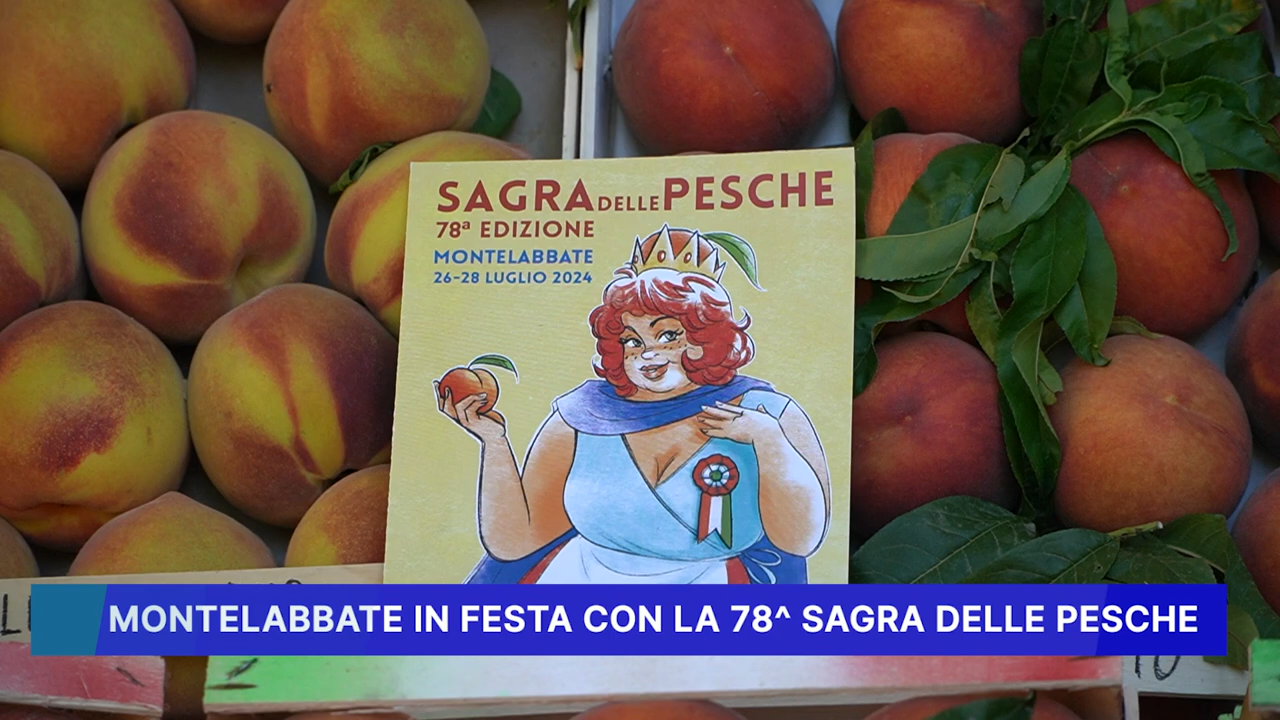 SAGRA DELLE PESCHE
78ª EDIZIONE
MONTELABBATE
26-28 LUGLIO 2024
MONTELABBATE IN FESTA CON LA 78^ SAGRA DELLE PESCHE